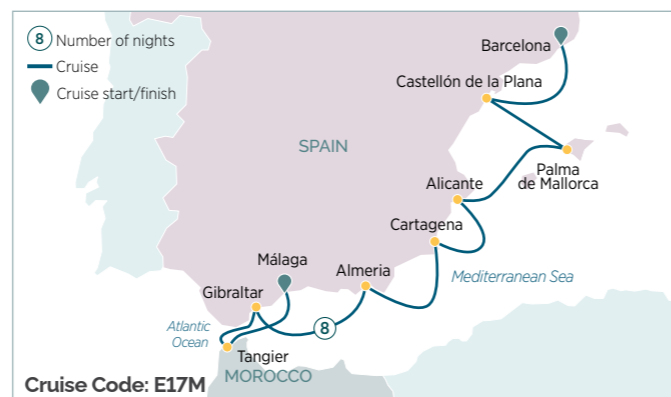 8 Number of nights
Cruise
Cruise start/finish
Barcelona
Castellón de la Plana
SPAIN
Palma
de Mallorca
Alicante
Cartagena
Málaga
Almeria
Mediterranean Sea
Gibraltar
8
Atlantic
Ocean
Tangier
MOROCCO
Cruise Code: E17M